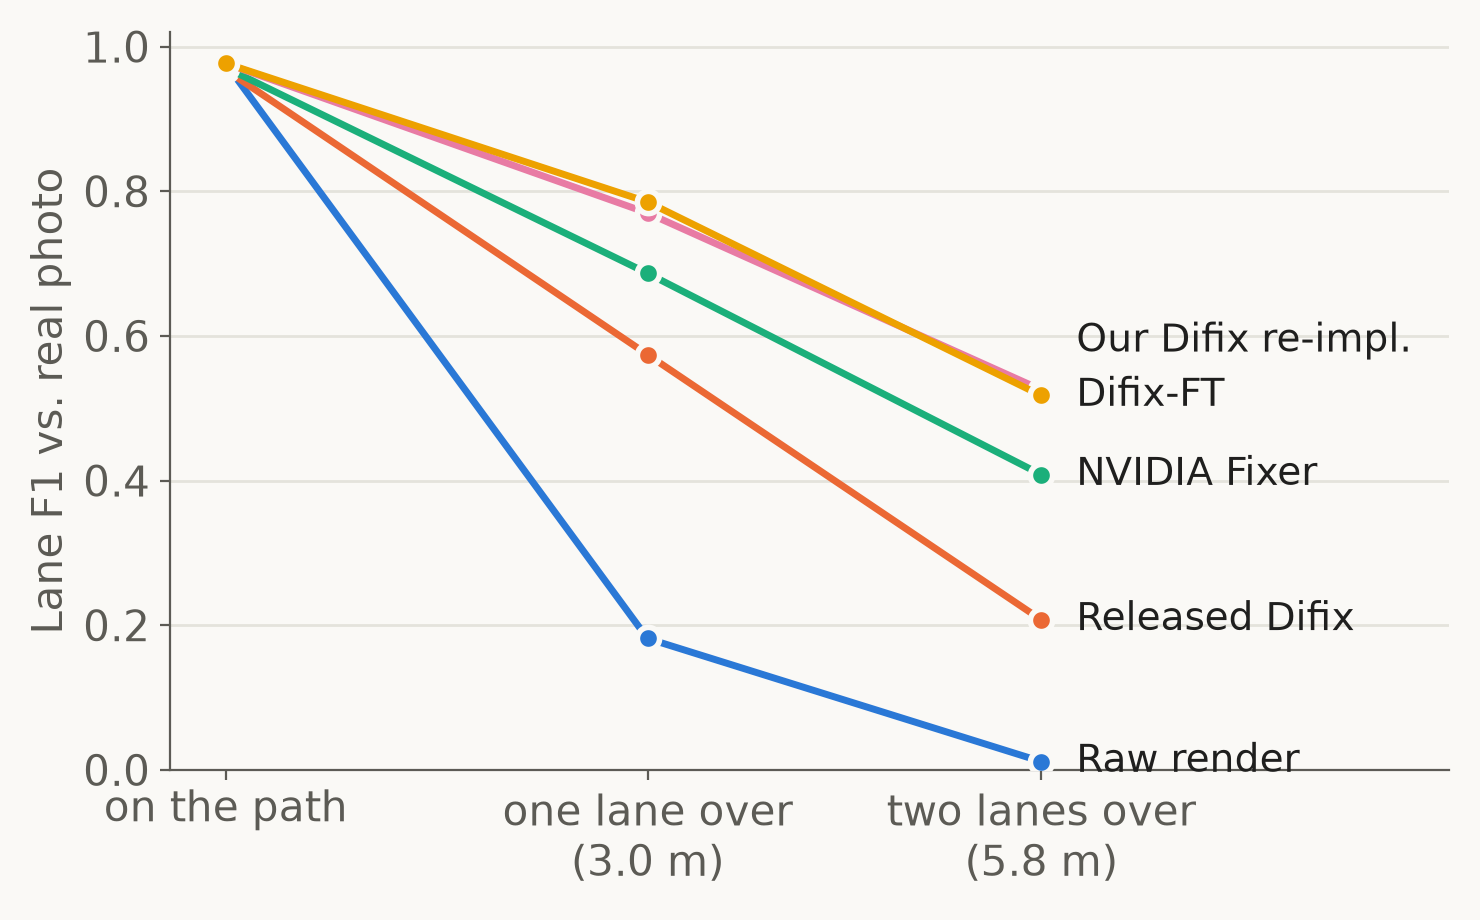 Lane F1 vs. real photo
1.0
0.8
0.6
0.4
0.2
0.0
Our Difix re-impl.
Difix-FT
NVIDIA Fixer
Released Difix
Raw render
on the path
one lane over
(3.0 m)
two lanes over
(5.8 m)